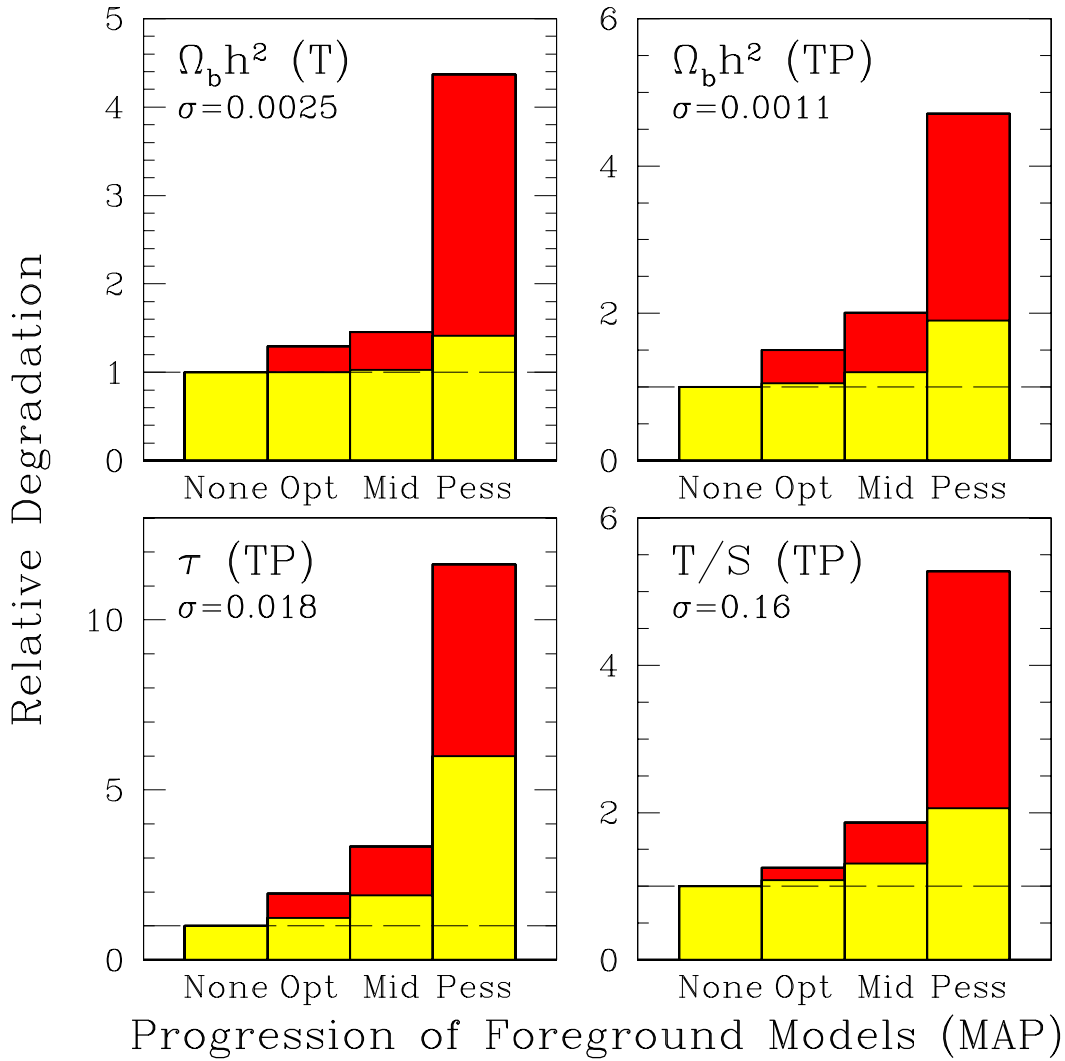 Relative Degradation
5
4
3
2
1
0
Ω_b h² (T)
σ=0.0025
None Opt Mid Pess
6
4
2
0
Ω_b h² (TP)
σ=0.0011
None Opt Mid Pess
10
5
0
τ (TP)
σ=0.018
None Opt Mid Pess
6
4
2
0
T/S (TP)
σ=0.16
None Opt Mid Pess
Progression of Foreground Models (MAP)